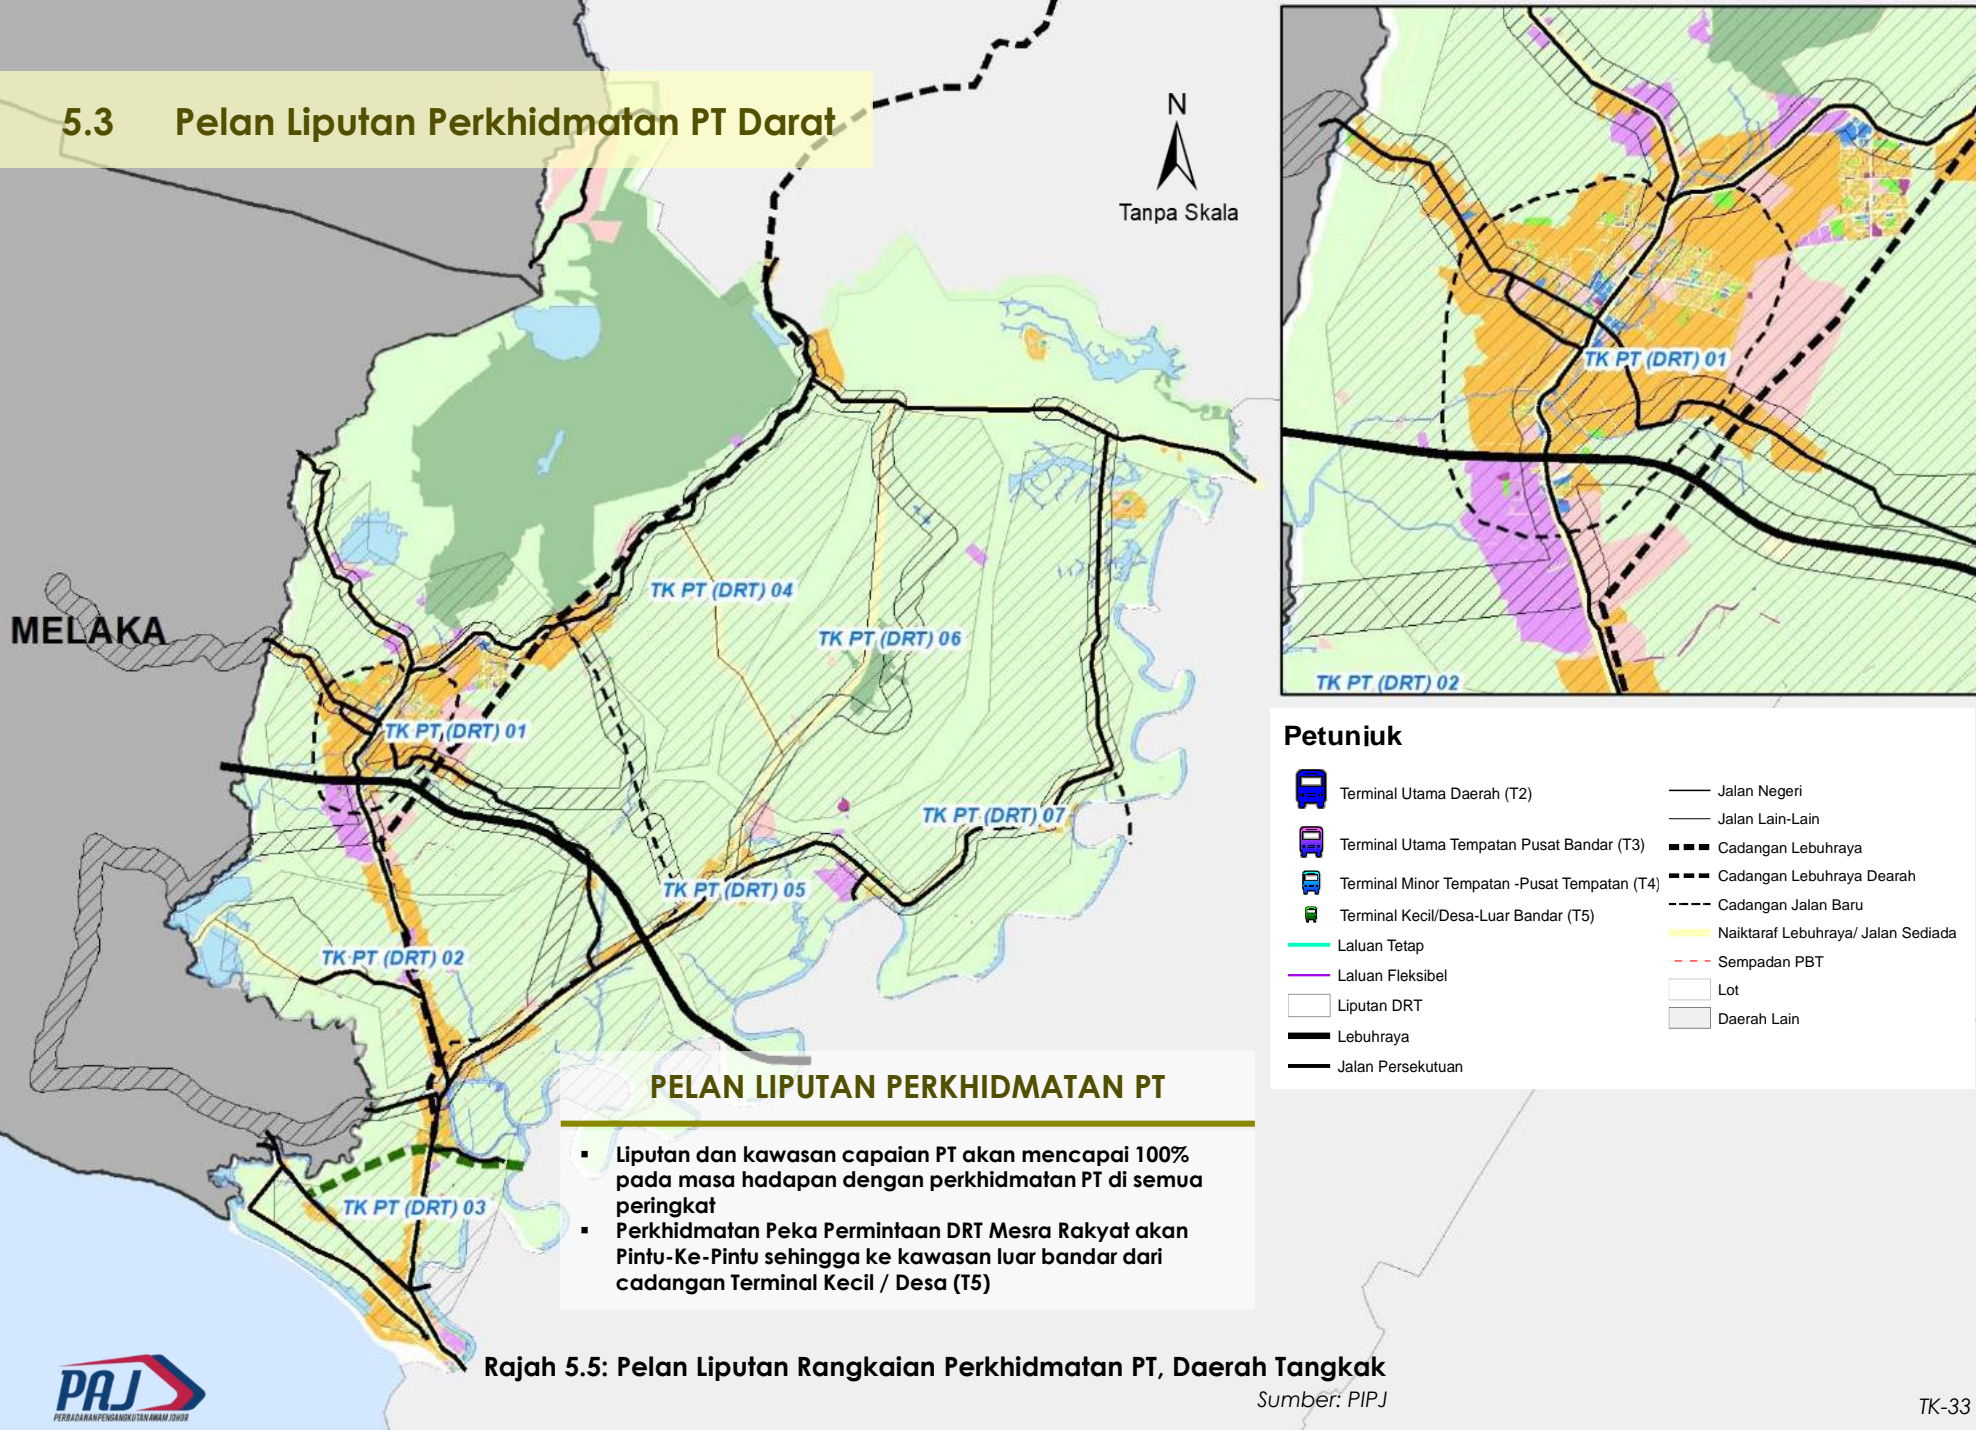 5.3 Pelan Liputan Perkhidmatan PT Darat
N
Tanpa Skala
MELAKA
TK PT (DRT) 04
TK PT (DRT) 06
TK PT (DRT) 01
TK PT (DRT) 07
TK PT (DRT) 05
TK PT (DRT) 02
TK PT (DRT) 03
TK PT (DRT) 01
TK PT (DRT) 02
Petunjuk
Terminal Utama Daerah (T2)
Terminal Utama Tempatan Pusat Bandar (T3)
Terminal Minor Tempatan -Pusat Tempatan (T4)
Terminal Kecil/Desa-Luar Bandar (T5)
Laluan Tetap
Laluan Fleksibel
Liputan DRT
Lebuhraya
Jalan Persekutuan
Jalan Negeri
Jalan Lain-Lain
Cadangan Lebuhraya
Cadangan Lebuhraya Dearah
Cadangan Jalan Baru
Naiktaraf Lebuhraya/ Jalan Sediada
Sempadan PBT
Lot
Daerah Lain
PELAN LIPUTAN PERKHIDMATAN PT
▪ Liputan dan kawasan capaian PT akan mencapai 100%
pada masa hadapan dengan perkhidmatan PT di semua
peringkat
▪ Perkhidmatan Peka Permintaan DRT Mesra Rakyat akan
Pintu-Ke-Pintu sehingga ke kawasan luar bandar dari
cadangan Terminal Kecil / Desa (T5)
Rajah 5.5: Pelan Liputan Rangkaian Perkhidmatan PT, Daerah Tangkak
Sumber: PIPJ
PAJ
PERBADANAN PENGANGKUTAN AWAM JOHOR
TK-33